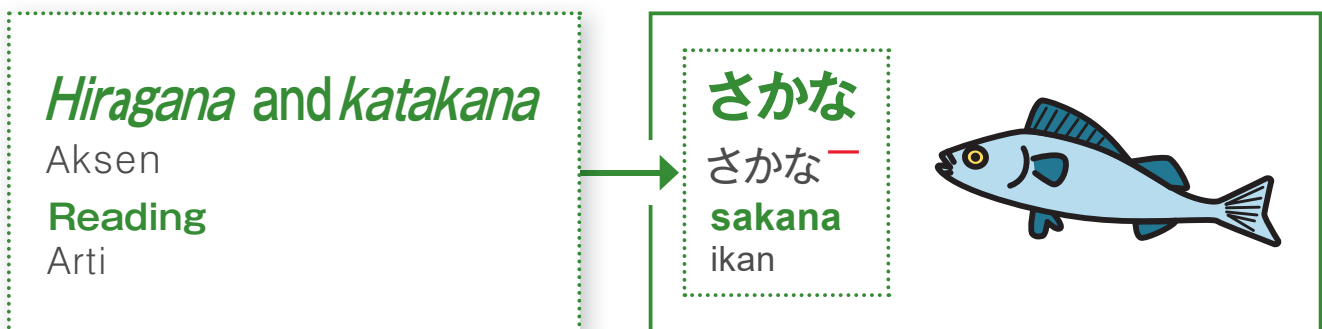 Hiragana and katakana
Aksen
Reading
Arti
さかな
さかな
sakana
ikan